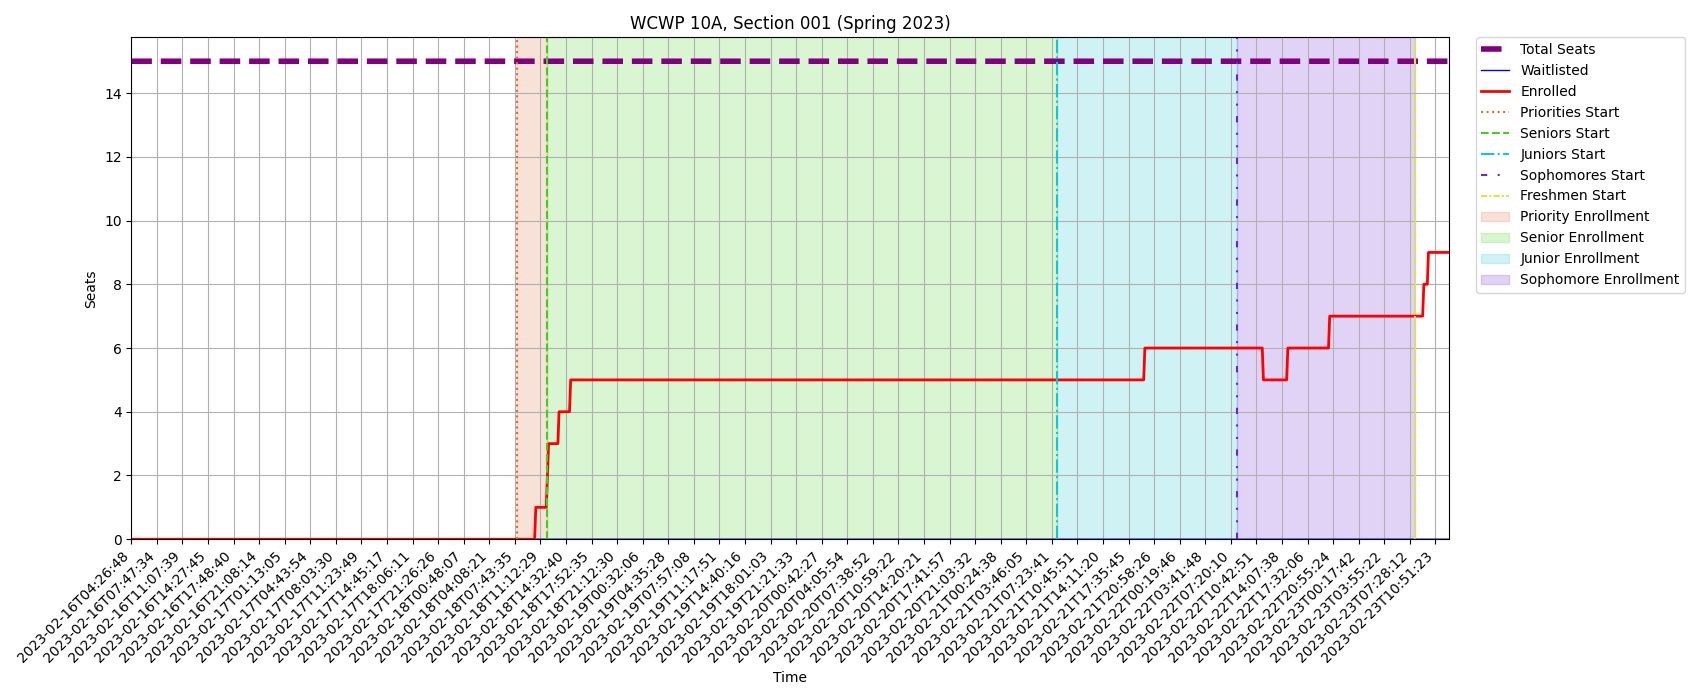 WCWP 10A, Section 001 (Spring 2023)
Total Seats
Waitlisted
Enrolled
Priorities Start
Seniors Start
Juniors Start
Sophomores Start
Freshmen Start
Priority Enrollment
Senior Enrollment
Junior Enrollment
Sophomore Enrollment
Seats
14
12
10
8
6
4
2
0
2023-02-16T04:26:48
2023-02-16T07:47:34
2023-02-16T11:07:39
2023-02-16T14:27:45
2023-02-16T17:48:40
2023-02-16T21:08:14
2023-02-17T01:13:05
2023-02-17T04:43:54
2023-02-17T08:03:30
2023-02-17T11:23:49
2023-02-17T14:45:17
2023-02-17T18:06:11
2023-02-17T21:26:26
2023-02-18T00:48:07
2023-02-18T04:08:21
2023-02-18T07:43:35
2023-02-18T11:12:29
2023-02-18T14:32:40
2023-02-18T17:52:35
2023-02-18T21:12:30
2023-02-19T00:32:06
2023-02-19T04:35:28
2023-02-19T07:57:08
2023-02-19T11:17:51
2023-02-19T14:40:16
2023-02-19T18:01:03
2023-02-19T21:21:33
2023-02-20T00:42:27
2023-02-20T04:05:54
2023-02-20T07:38:52
2023-02-20T10:59:22
2023-02-20T14:20:21
2023-02-20T17:41:57
2023-02-20T21:03:32
2023-02-21T00:24:38
2023-02-21T03:46:05
2023-02-21T07:23:41
2023-02-21T10:45:51
2023-02-21T14:11:20
2023-02-21T17:35:45
2023-02-21T20:58:26
2023-02-22T00:19:46
2023-02-22T03:41:48
2023-02-22T07:20:10
2023-02-22T10:42:51
2023-02-22T14:07:38
2023-02-22T17:32:06
2023-02-22T20:55:24
2023-02-23T00:17:42
2023-02-23T03:55:22
2023-02-23T07:28:12
2023-02-23T10:51:23
Time